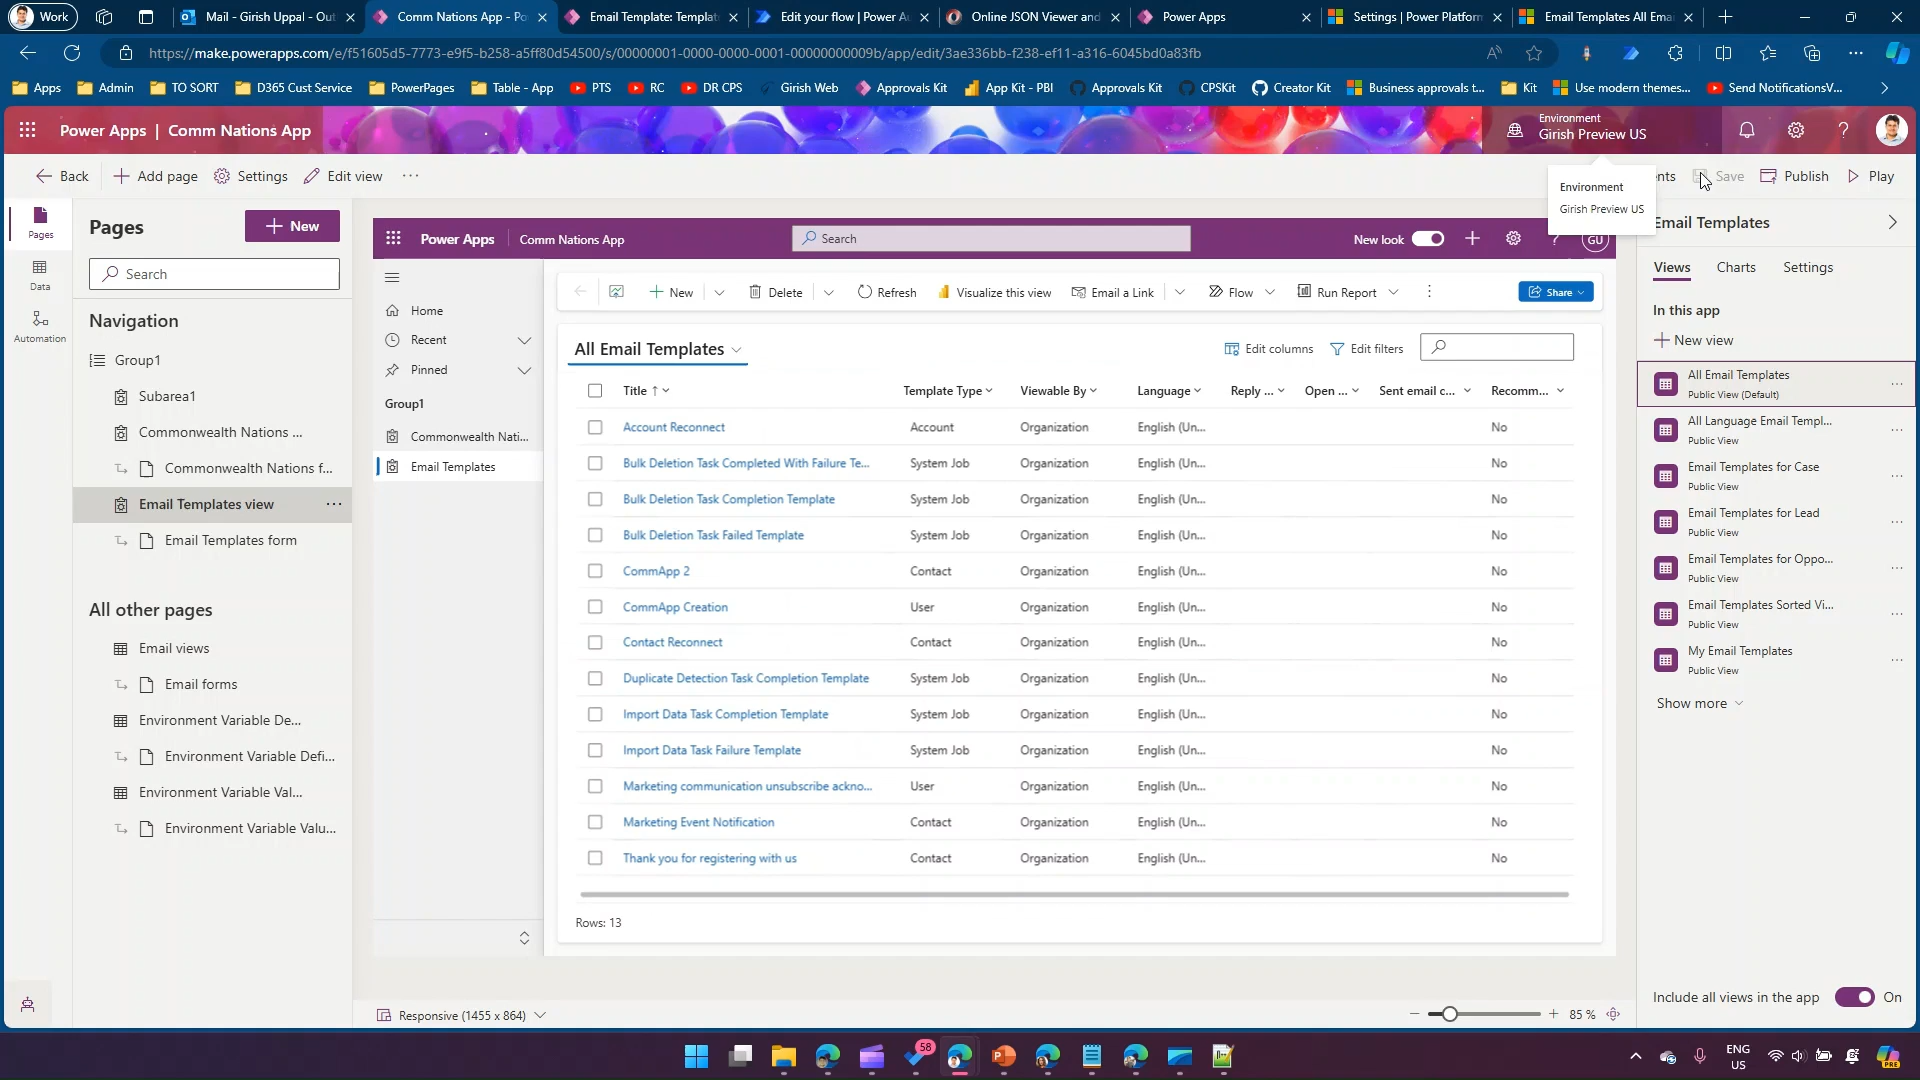 Work
Mail - Girish Uppal - Out
Comm Nations App - Po
Email Template: Templat
Edit your flow | Power Au
Online JSON Viewer and
Power Apps
Settings | Power Platform
Email Templates All Emai
https://make.powerapps.com/e/f51605d5-7773-e9f5-b258-a5ff80d54500/s/00000001-0000-0000-0001-00000000009b/app/edit/3ae336bb-f238-ef11-a316-6045bd0a83fb
Apps
Admin
TO SORT
D365 Cust Service
PowerPages
Table - App
PTS
RC
DR CPS
Girish Web
Approvals Kit
App Kit - PBI
Approvals Kit
CPSKit
Creator Kit
Business approvals t...
Kit
Use modern themes...
Send NotificationsV...
Power Apps | Comm Nations App
Environment
Girish Preview US
Back
Add page
Settings
Edit view
nts
Save
Publish
Play
Environment
Girish Preview US
Pages
Data
Automation
Pages
New
Search
Navigation
Group1
Subarea1
Commonwealth Nations ...
Commonwealth Nations f...
Email Templates view
Email Templates form
All other pages
Email views
Email forms
Environment Variable De...
Environment Variable Defi...
Environment Variable Val...
Environment Variable Valu...
Power Apps
Comm Nations App
Search
New look
GU
Home
Recent
Pinned
Group1
Commonwealth Nati...
Email Templates
New
Delete
Refresh
Visualize this view
Email a Link
Flow
Run Report
Share
All Email Templates
Edit columns
Edit filters
Title ↑ Template Type Viewable By Language Reply ... Open ... Sent email c... Recomm...
Account Reconnect Account Organization English (Un... No
Bulk Deletion Task Completed With Failure Te... System Job Organization English (Un... No
Bulk Deletion Task Completion Template System Job Organization English (Un... No
Bulk Deletion Task Failed Template System Job Organization English (Un... No
CommApp 2 Contact Organization English (Un... No
CommApp Creation User Organization English (Un... No
Contact Reconnect Contact Organization English (Un... No
Duplicate Detection Task Completion Template System Job Organization English (Un... No
Import Data Task Completion Template System Job Organization English (Un... No
Import Data Task Failure Template System Job Organization English (Un... No
Marketing communication unsubscribe ackno... User Organization English (Un... No
Marketing Event Notification Contact Organization English (Un... No
Thank you for registering with us Contact Organization English (Un... No
Rows: 13
Responsive (1455 x 864)
85 %
Email Templates
Views
Charts
Settings
In this app
New view
All Email Templates
Public View (Default)
All Language Email Templ...
Public View
Email Templates for Case
Public View
Email Templates for Lead
Public View
Email Templates for Oppo...
Public View
Email Templates Sorted Vi...
Public View
My Email Templates
Public View
Show more
Include all views in the app
On
58
ENG
US
PRE